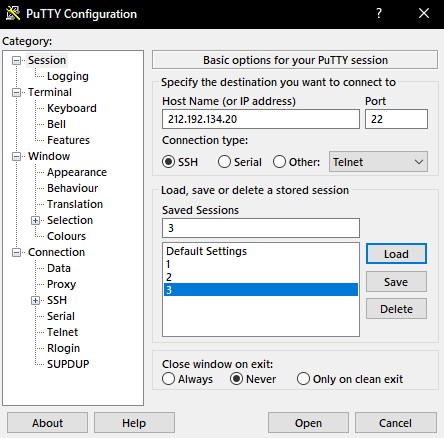 PuTTY Configuration
?
X
Category:
Session
Logging
Terminal
Keyboard
Bell
Features
Window
Appearance
Behaviour
Translation
Selection
Colours
Connection
Data
Proxy
SSH
Serial
Telnet
Rlogin
SUPDUP
Basic options for your PuTTY session
Specify the destination you want to connect to
Host Name (or IP address) Port
212.192.134.20 22
Connection type:
SSH Serial Other: Telnet
Load, save or delete a stored session
Saved Sessions
3
Default Settings
1
2
3
Load
Save
Delete
Close window on exit:
Always Never Only on clean exit
About Help Open Cancel